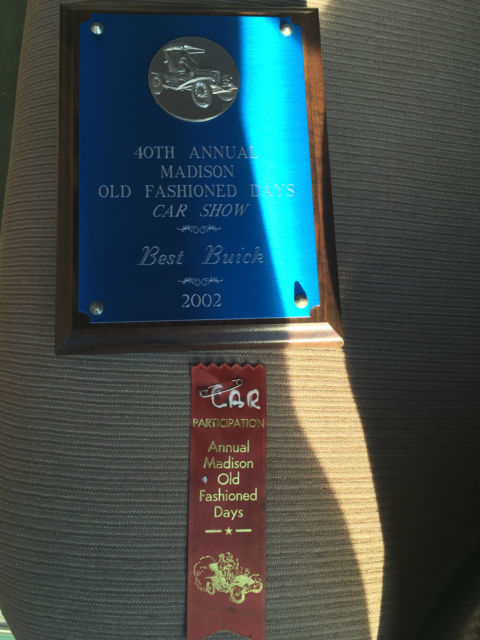 40TH ANNUAL
MADISON
OLD FASHIONED DAYS
CAR SHOW
Best Buick
2002
CAR
PARTICIPATION
Annual
Madison
Old
Fashioned
Days